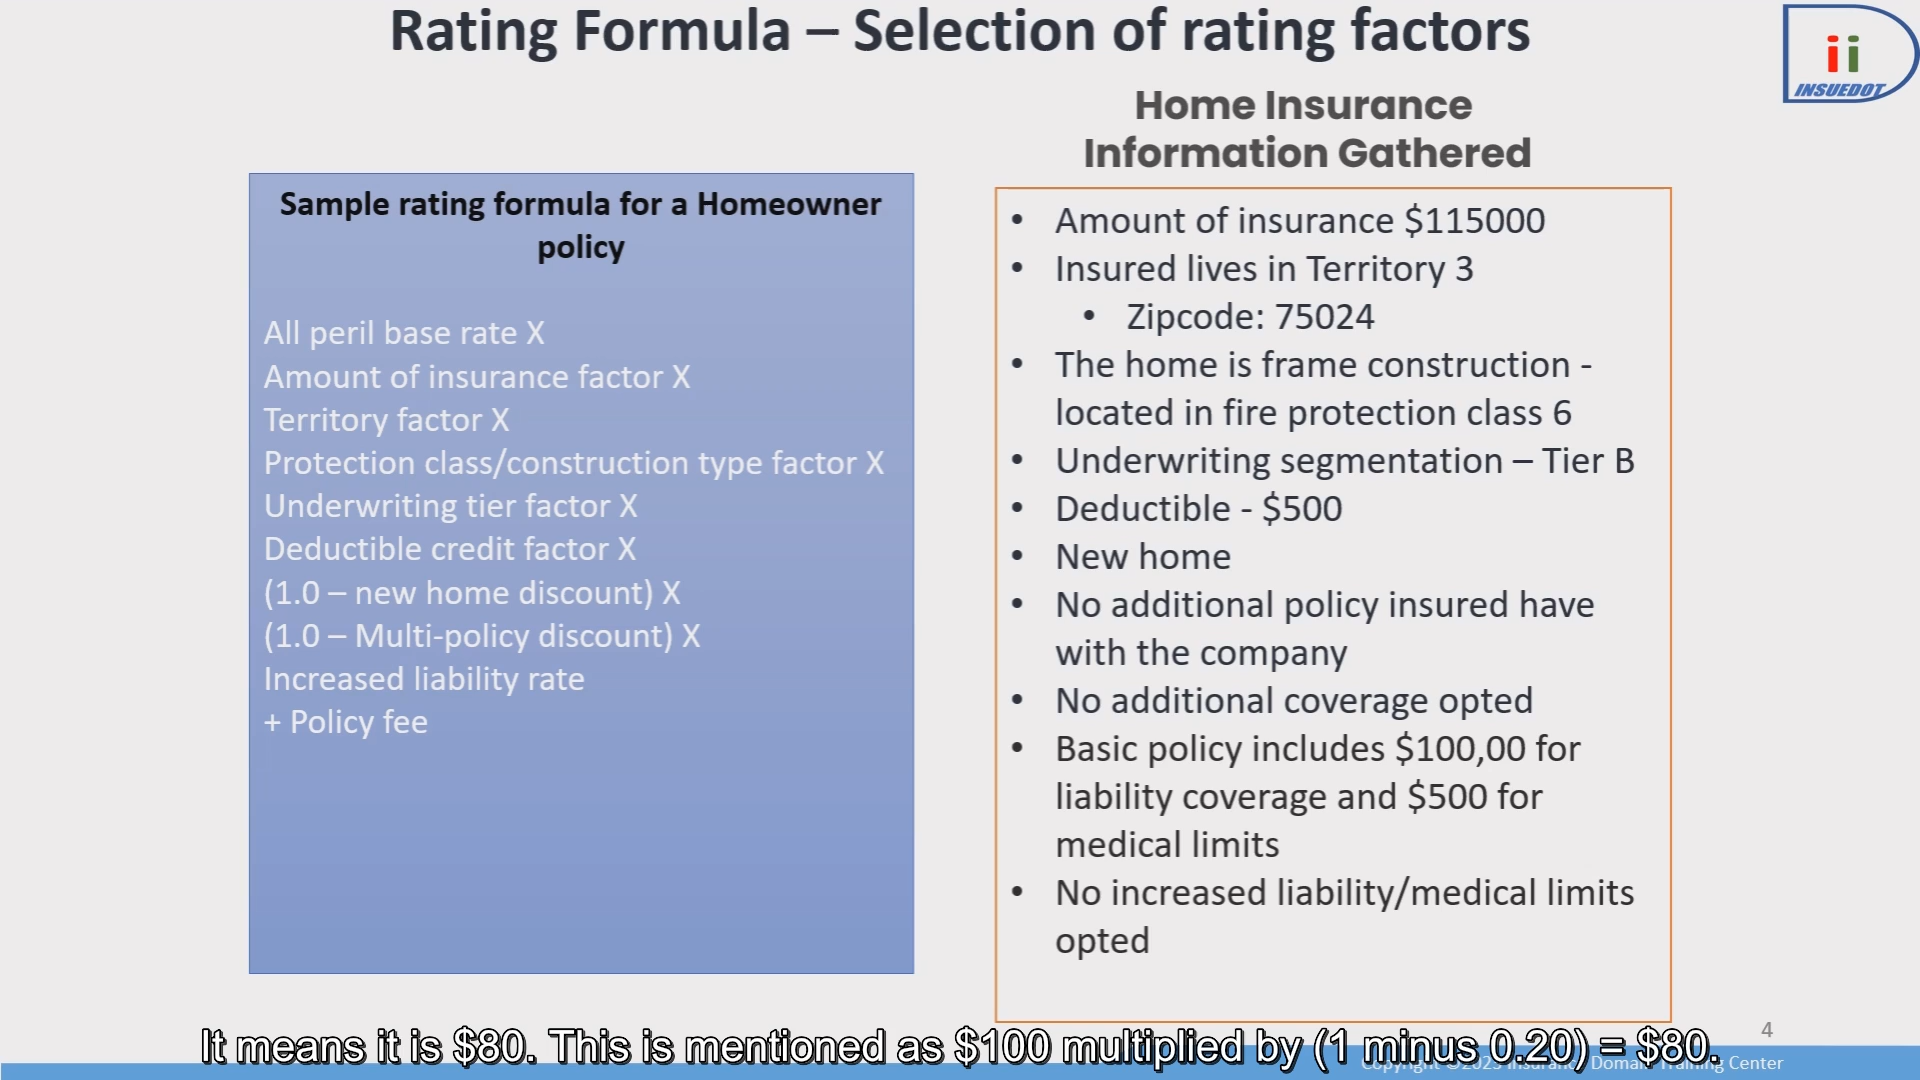 Rating Formula – Selection of rating factors
ii
INSUEDOT
Home Insurance
Information Gathered
Sample rating formula for a Homeowner
policy
All peril base rate X
Amount of insurance factor X
Territory factor X
Protection class/construction type factor X
Underwriting tier factor X
Deductible credit factor X
(1.0 – new home discount) X
(1.0 – Multi-policy discount) X
Increased liability rate
+ Policy fee
• Amount of insurance $115000
• Insured lives in Territory 3
• Zipcode: 75024
• The home is frame construction -
located in fire protection class 6
• Underwriting segmentation – Tier B
• Deductible - $500
• New home
• No additional policy insured have
with the company
• No additional coverage opted
• Basic policy includes $100,00 for
liability coverage and $500 for
medical limits
• No increased liability/medical limits
opted
It means it is $80. This is mentioned as $100 multiplied by (1 minus 0.20) = $80.
4
Copyright ©2023 Insurance Domain Training Center